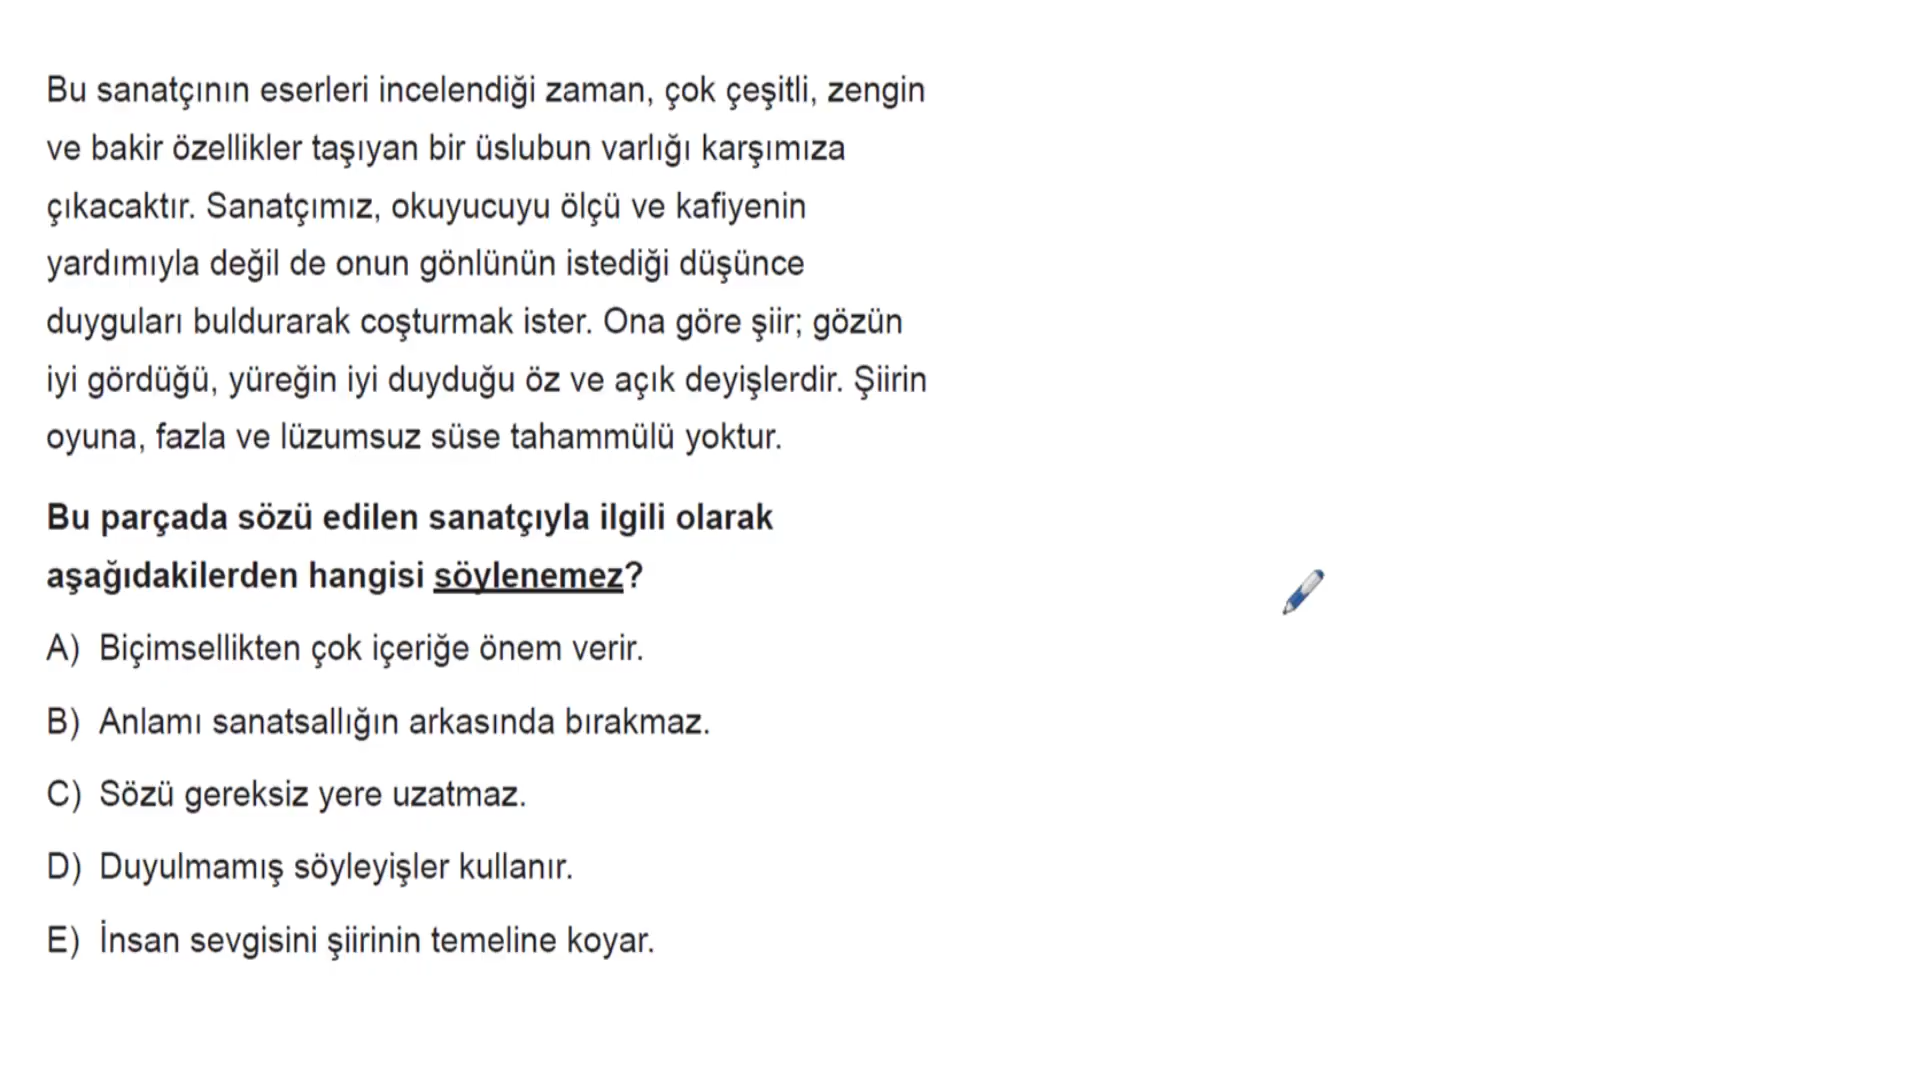 Bu sanatçının eserleri incelendiği zaman, çok çeşitli, zengin
ve bakir özellikler taşıyan bir üslubun varlığı karşımıza
çıkacaktır. Sanatçımız, okuyucuyu ölçü ve kafiyenin
yardımıyla değil de onun gönlünün istediği düşünce
duyguları buldurarak coşturmak ister. Ona göre şiir; gözün
iyi gördüğü, yüreğin iyi duyduğu öz ve açık deyişlerdir. Şiirin
oyuna, fazla ve lüzumsuz süse tahammülü yoktur.
Bu parçada sözü edilen sanatçıyla ilgili olarak
aşağıdakilerden hangisi söylenemez?
A) Biçimsellikten çok içeriğe önem verir.
B) Anlamı sanatsallığın arkasında bırakmaz.
C) Sözü gereksiz yere uzatmaz.
D) Duyulmamış söyleyişler kullanır.
E) İnsan sevgisini şiirinin temeline koyar.